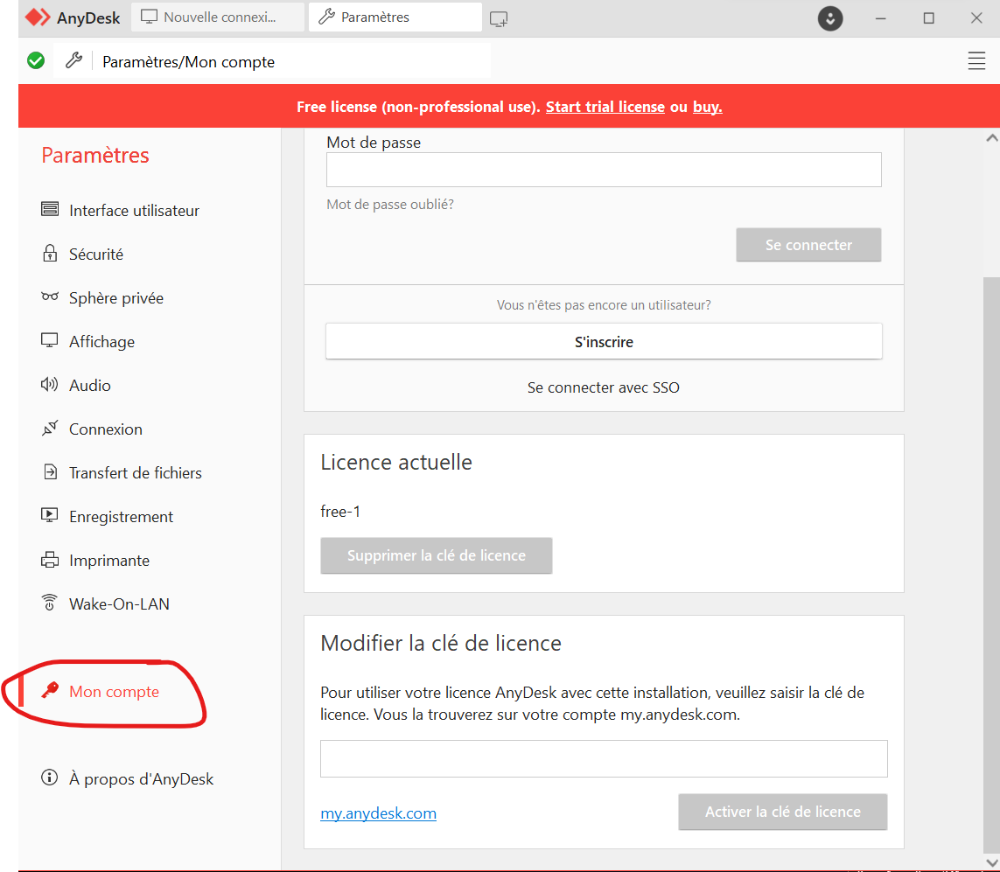 AnyDesk
Nouvelle connexi...
Paramètres
Paramètres/Mon compte
Free license (non-professional use). Start trial license ou buy.
Paramètres
Interface utilisateur
Sécurité
Sphère privée
Affichage
Audio
Connexion
Transfert de fichiers
Enregistrement
Imprimante
Wake-On-LAN
Mon compte
À propos d'AnyDesk
Mot de passe
Mot de passe oublié?
Se connecter
Vous n'êtes pas encore un utilisateur?
S'inscrire
Se connecter avec SSO
Licence actuelle
free-1
Supprimer la clé de licence
Modifier la clé de licence
Pour utiliser votre licence AnyDesk avec cette installation, veuillez saisir la clé de
licence. Vous la trouverez sur votre compte my.anydesk.com.
my.anydesk.com
Activer la clé de licence